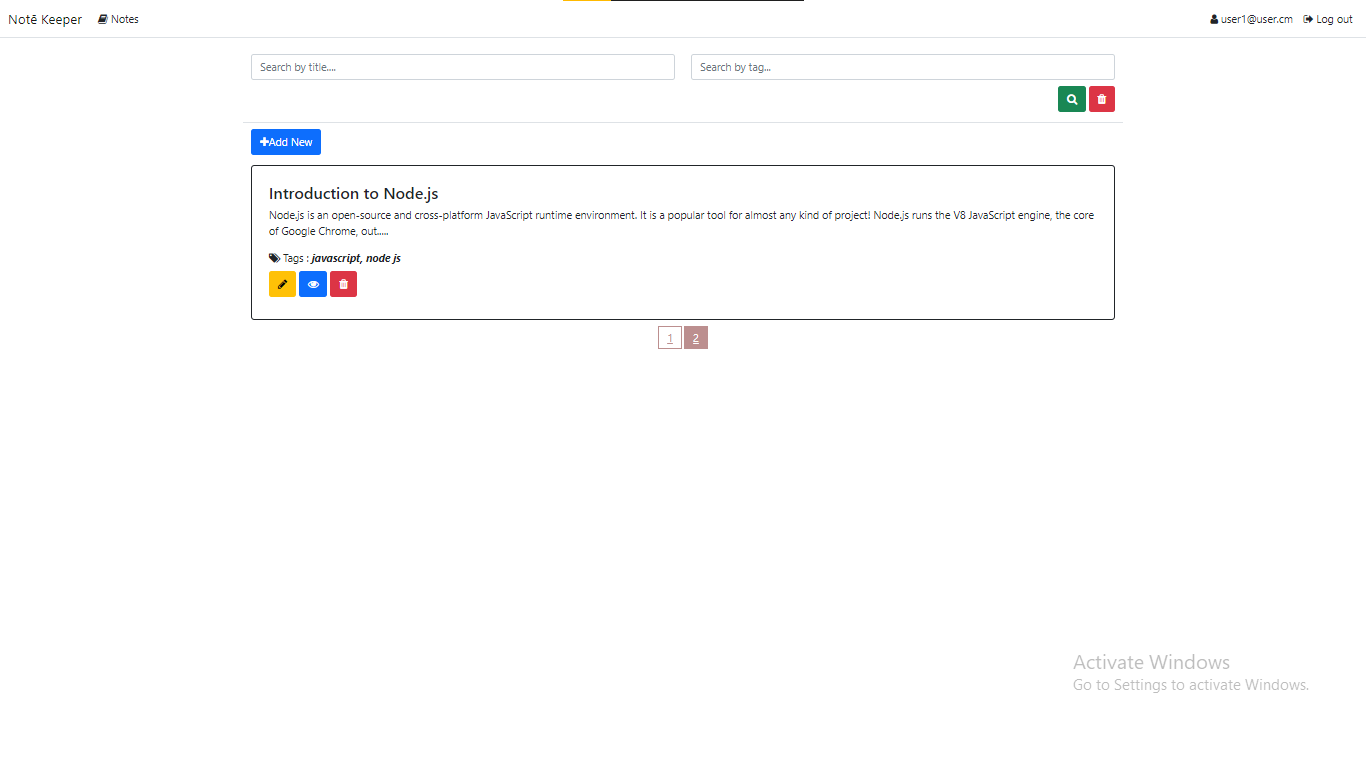 Notē Keeper Notes user1@user.cm Log out
Search by title.... Search by tag...
Add New
Introduction to Node.js
Node.js is an open-source and cross-platform JavaScript runtime environment. It is a popular tool for almost any kind of project! Node.js runs the V8 JavaScript engine, the core
of Google Chrome, out.....
Tags : javascript, node js
1 2
Activate Windows
Go to Settings to activate Windows.